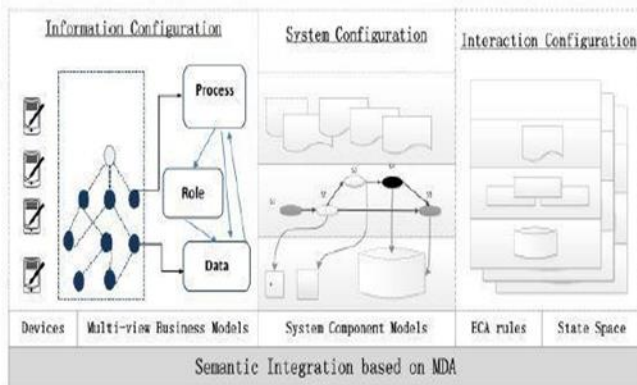 Information Configuration
System Configuration
Interaction Configuration
Process
Role
Data
Devices
Multi-view Business Models
System Component Models
ECA rules
State Space
Semantic Integration based on MDA